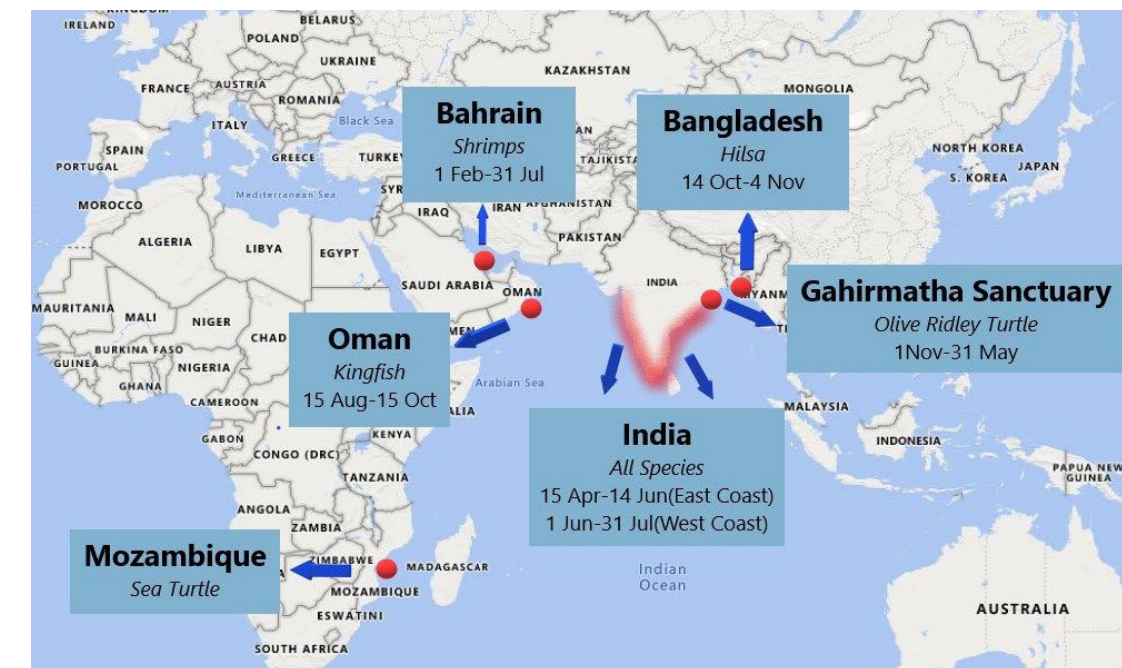 IRELAND
BELARUS
POLAND
UKRAINE
KAZAKHSTAN
MONGOLIA
FRANCE
AUSTRIA
ROMANIA
ITALY
Black Sea
SPAIN
PORTUGAL
GREECE
Mediterranean Sea
NORTH KOREA
S. KOREA
JAPAN
Bahrain
Shrimps
1 Feb-31 Jul
Bangladesh
Hilsa
14 Oct-4 Nov
MOROCCO
ALGERIA
LIBYA
EGYPT
IRAQ
IRAN
PAKISTAN
SAUDI ARABIA
OMAN
INDIA
Gahirmatha Sanctuary
Olive Ridley Turtle
1Nov-31 May
MAURITANIA
MALI
NIGER
CHAD
BURKINA FASO
GUINEA
NIGERIA
GHANA
CAMEROON
Oman
Kingfish
15 Aug-15 Oct
Arabian Sea
MALAYSIA
INDONESIA
PAPUA NEW
GUINEA
GABON
KENYA
CONGO (DRC)
TANZANIA
India
All Species
15 Apr-14 Jun(East Coast)
1 Jun-31 Jul(West Coast)
ANGOLA
ZAMBIA
ZIMBABWE
MADAGASCAR
MOZAMBIQUE
Mozambique
Sea Turtle
Indian
Ocean
ESWATINI
SOUTH AFRICA
AUSTRALIA